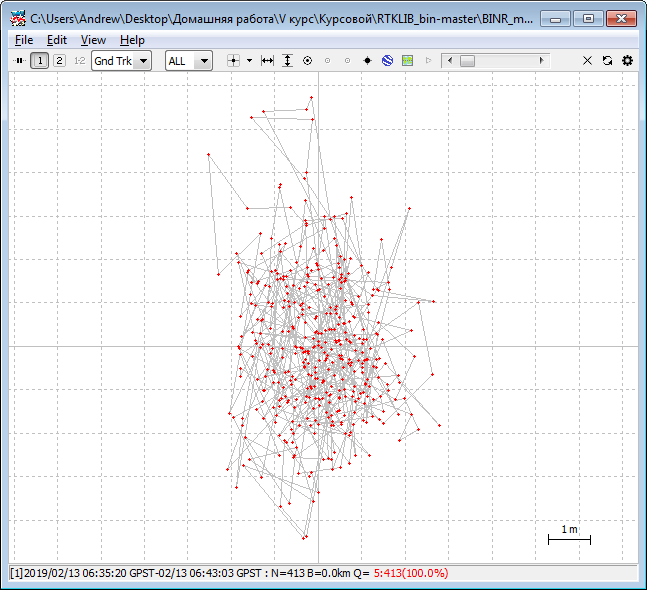 C:\Users\Andrew\Desktop\Домашняя работа\V курс\Курсовой\RTKLIB_bin-master\BINR_m...
File Edit View Help
1 2 1-2 Gnd Trk ALL
1 m
[1]2019/02/13 06:35:20 GPST-02/13 06:43:03 GPST : N=413 B=0.0km Q= 5:413(100.0%)